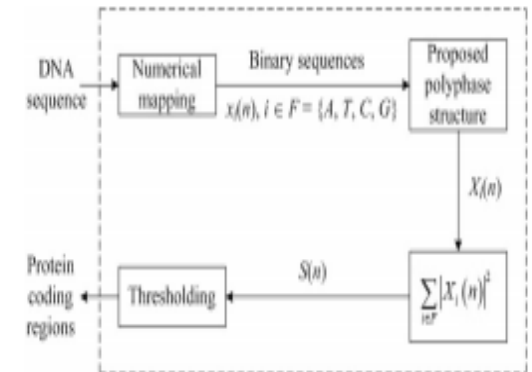 DNA
sequence
Numerical
mapping
Binary sequences
xᵢ(n), i ∈ F = {A, T, C, G}
Proposed
polyphase
structure
Xᵢ(n)
∑ᵢ∈F |Xᵢ(n)|²
S(n)
Thresholding
Protein
coding
regions